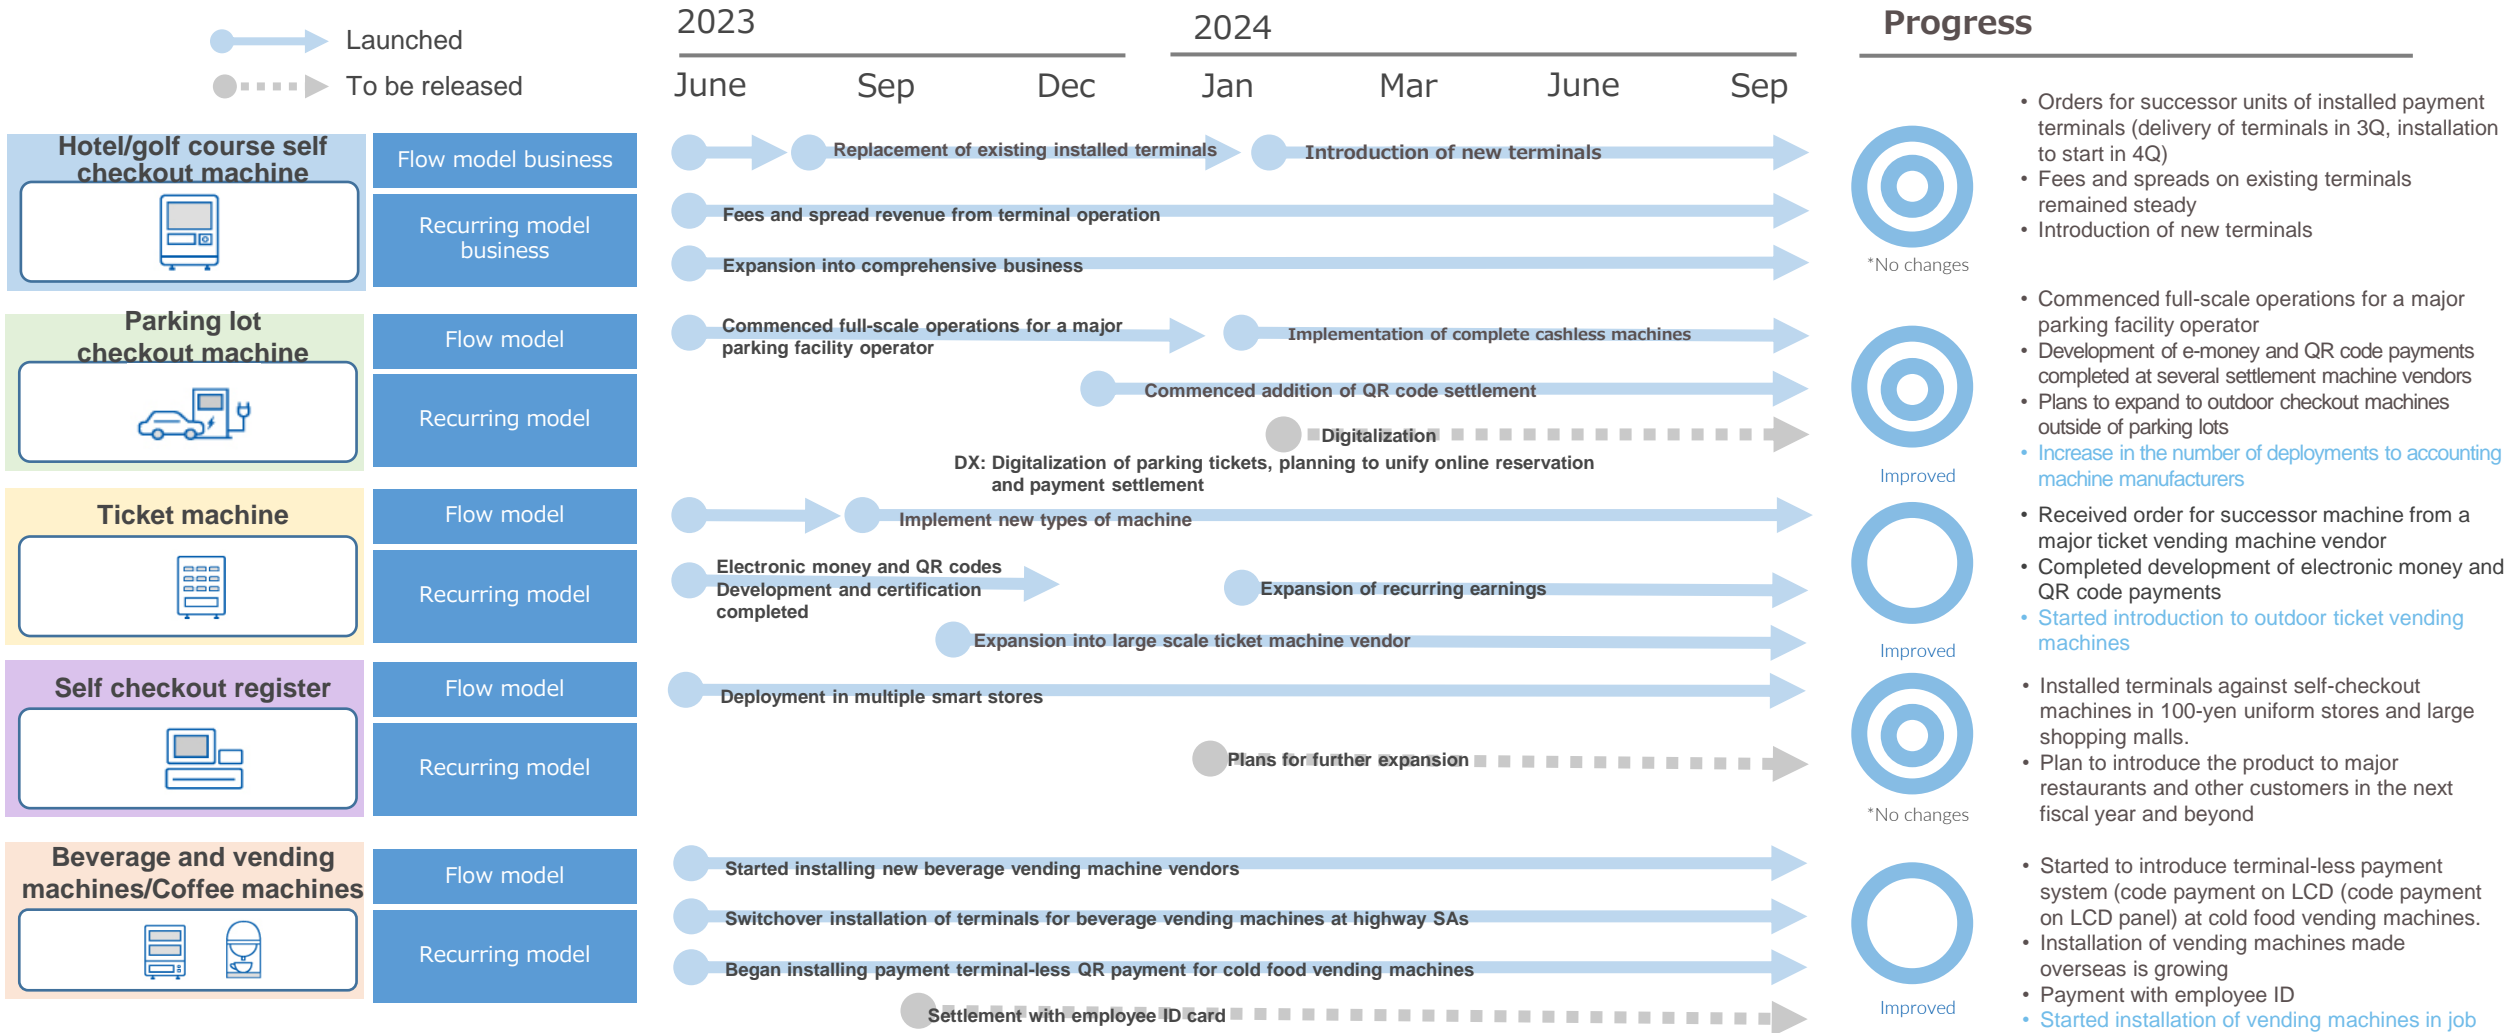 Launched
To be released
2023
2024
Progress
June
Sep
Dec
Jan
Mar
June
Sep
Hotel/golf course self
checkout machine
Flow model business
Recurring model
business
Replacement of existing installed terminals
Introduction of new terminals
Fees and spread revenue from terminal operation
Expansion into comprehensive business
*No changes
• Orders for successor units of installed payment
terminals (delivery of terminals in 3Q, installation
to start in 4Q)
• Fees and spreads on existing terminals
remained steady
• Introduction of new terminals
Parking lot
checkout machine
Flow model
Recurring model
Commenced full-scale operations for a major
parking facility operator
Implementation of complete cashless machines
Commenced addition of QR code settlement
Digitalization
DX: Digitalization of parking tickets, planning to unify online reservation
and payment settlement
Improved
• Commenced full-scale operations for a major
parking facility operator
• Development of e-money and QR code payments
completed at several settlement machine vendors
• Plans to expand to outdoor checkout machines
outside of parking lots
• Increase in the number of deployments to accounting
machine manufacturers
Ticket machine
Flow model
Recurring model
Implement new types of machine
Electronic money and QR codes
Development and certification
completed
Expansion of recurring earnings
Expansion into large scale ticket machine vendor
Improved
• Received order for successor machine from a
major ticket vending machine vendor
• Completed development of electronic money and
QR code payments
• Started introduction to outdoor ticket vending
machines
Self checkout register
Flow model
Recurring model
Deployment in multiple smart stores
Plans for further expansion
*No changes
• Installed terminals against self-checkout
machines in 100-yen uniform stores and large
shopping malls.
• Plan to introduce the product to major
restaurants and other customers in the next
fiscal year and beyond
Beverage and vending
machines/Coffee machines
Flow model
Recurring model
Started installing new beverage vending machine vendors
Switchover installation of terminals for beverage vending machines at highway SAs
Began installing payment terminal-less QR payment for cold food vending machines
Settlement with employee ID card
Improved
• Started to introduce terminal-less payment
system (code payment on LCD (code payment
on LCD panel) at cold food vending machines.
• Installation of vending machines made
overseas is growing
• Payment with employee ID
• Started installation of vending machines in job